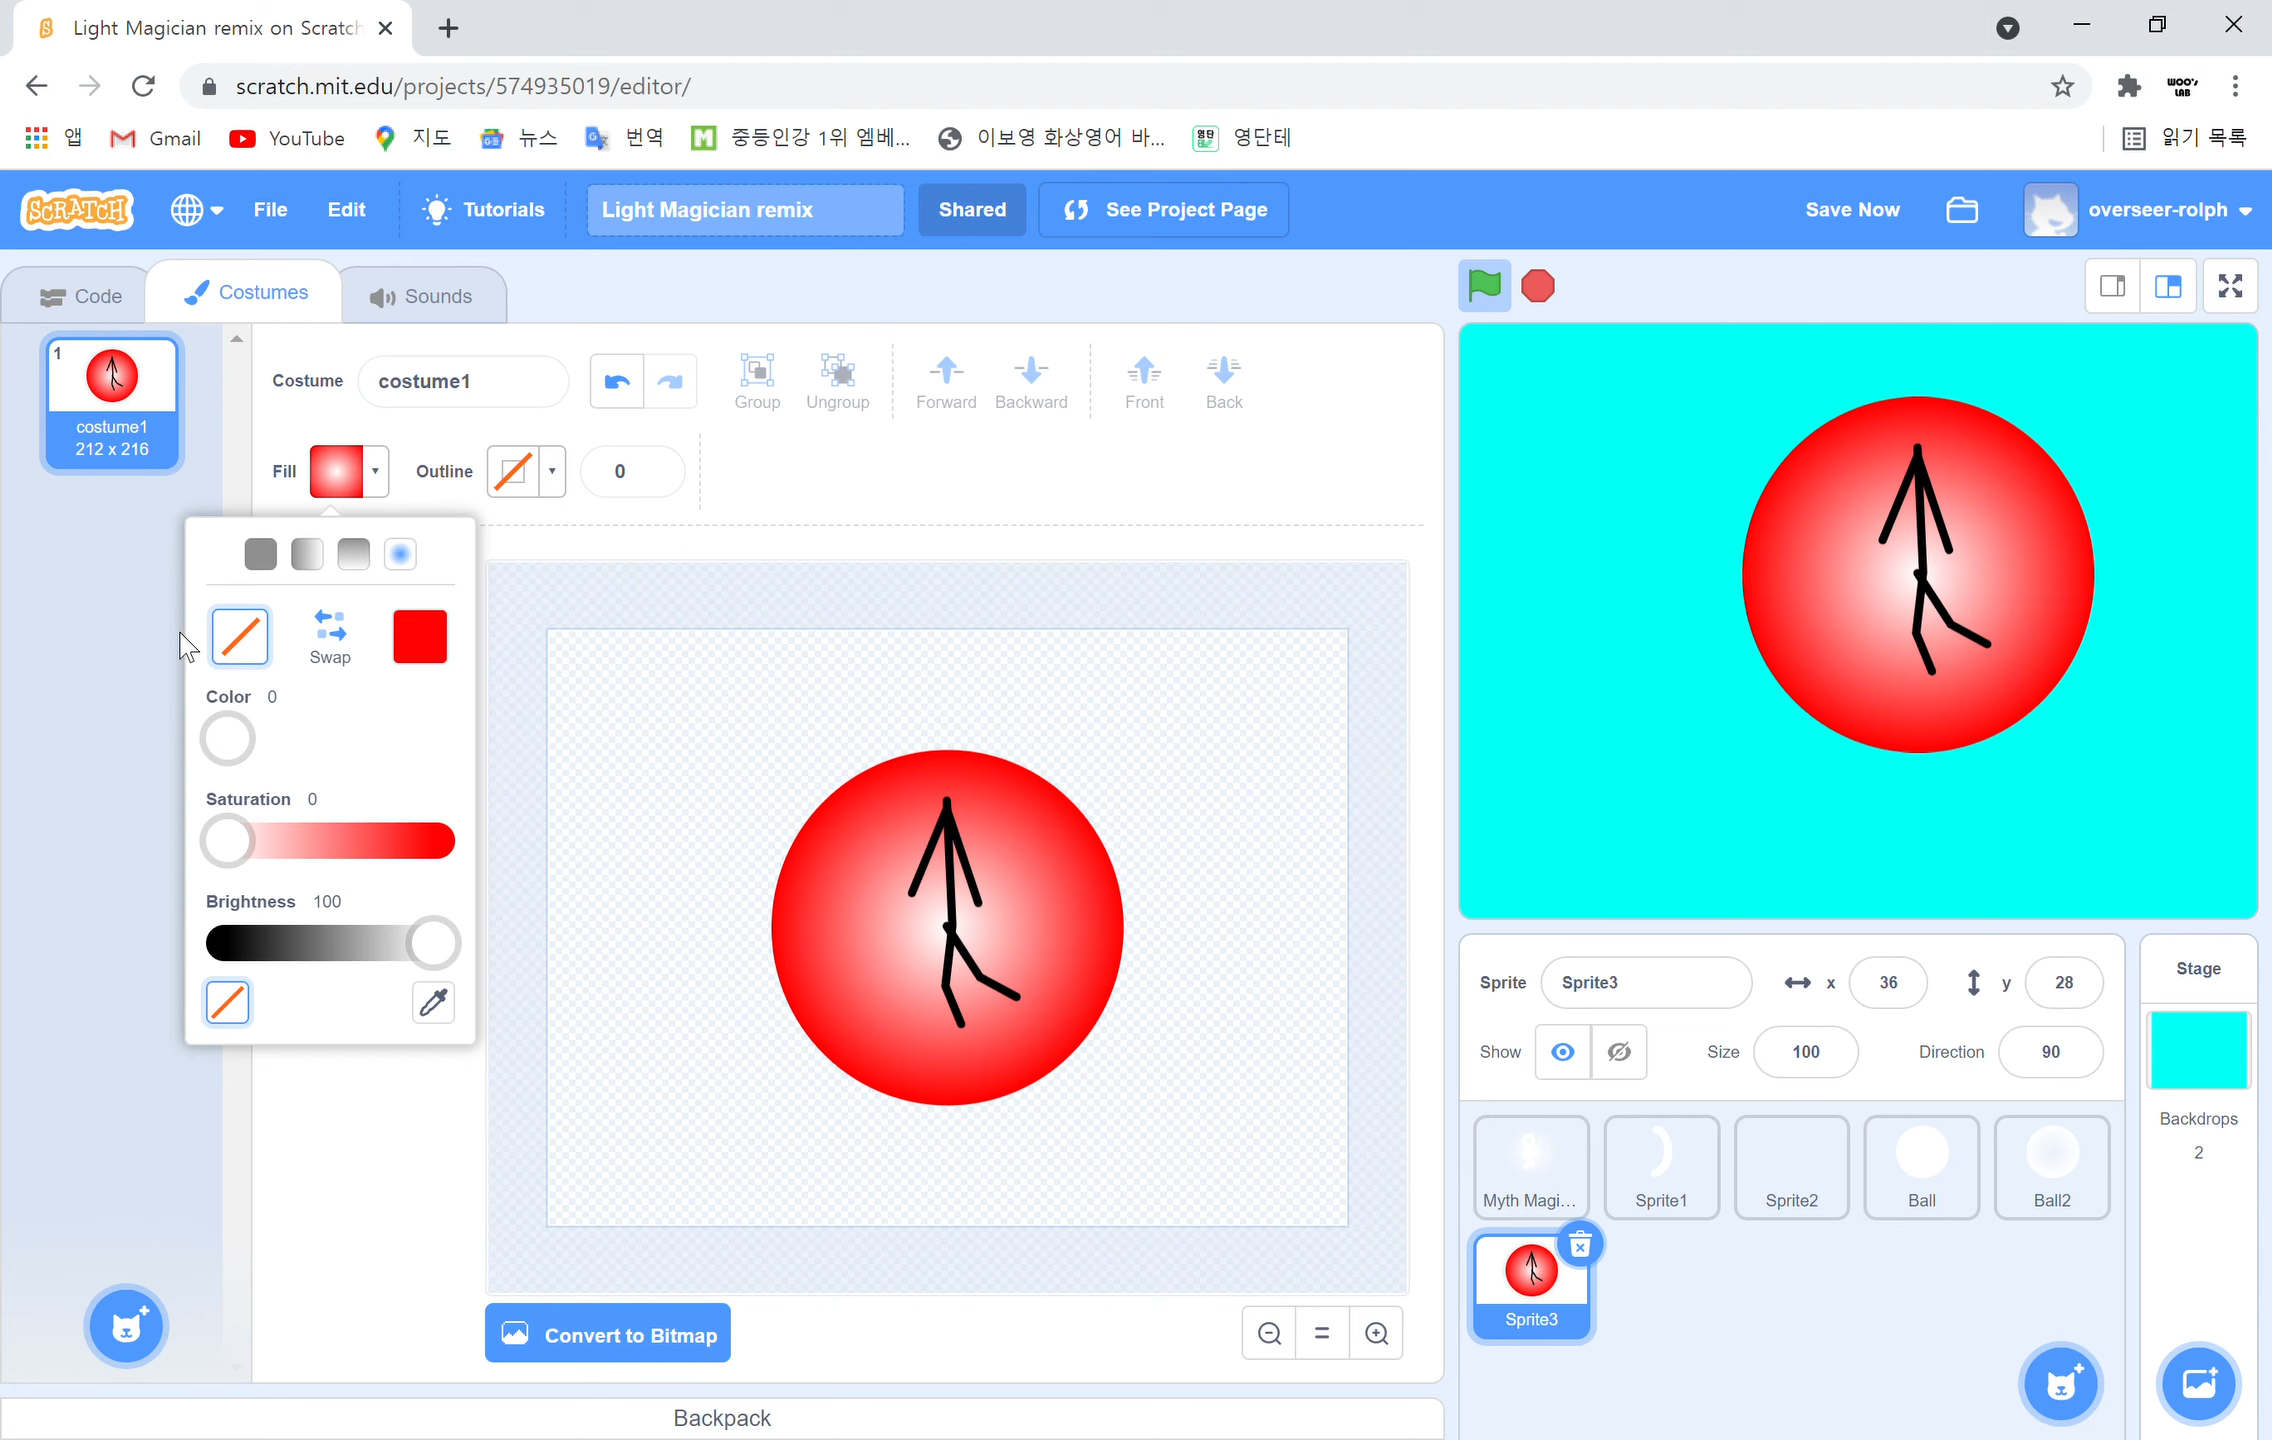 Light Magician remix on Scratch
scratch.mit.edu/projects/574935019/editor/
WOO's LAB
앱
Gmail
YouTube
지도
뉴스
번역
중등인강 1위 엠베...
이보영 화상영어 바...
영단테
읽기 목록
SCRATCH
File
Edit
Tutorials
Light Magician remix
Shared
See Project Page
Save Now
overseer-rolph
Code
Costumes
Sounds
1
costume1
212 x 216
Costume
costume1
Group
Ungroup
Forward
Backward
Front
Back
Fill
Outline
0
Swap
Color 0
Saturation 0
Brightness 100
Convert to Bitmap
Backpack
Sprite
Sprite3
x
36
y
28
Show
Size
100
Direction
90
Myth Magi...
Sprite1
Sprite2
Ball
Ball2
Sprite3
Stage
Backdrops
2